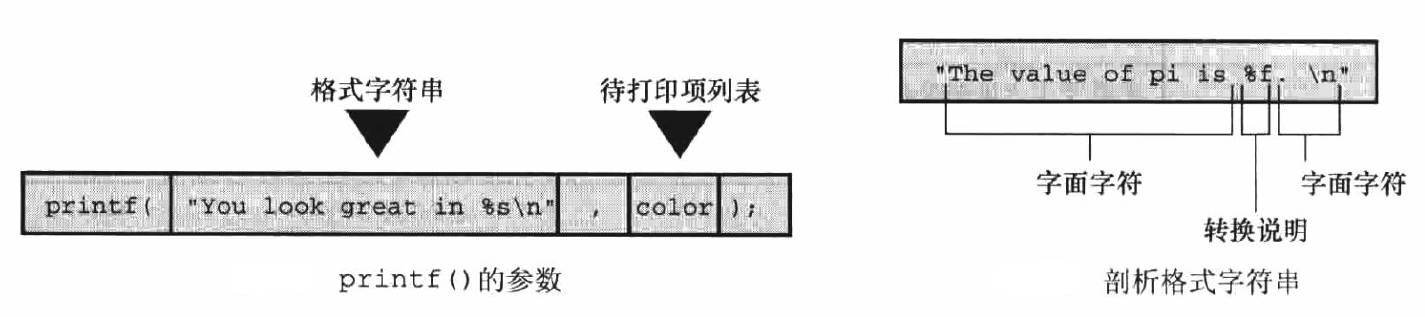 格式字符串
待打印项列表
printf( "You look great in %s\n" , color );
printf()的参数
"The value of pi is %f. \n"
字面字符
字面字符
转换说明
剖析格式字符串